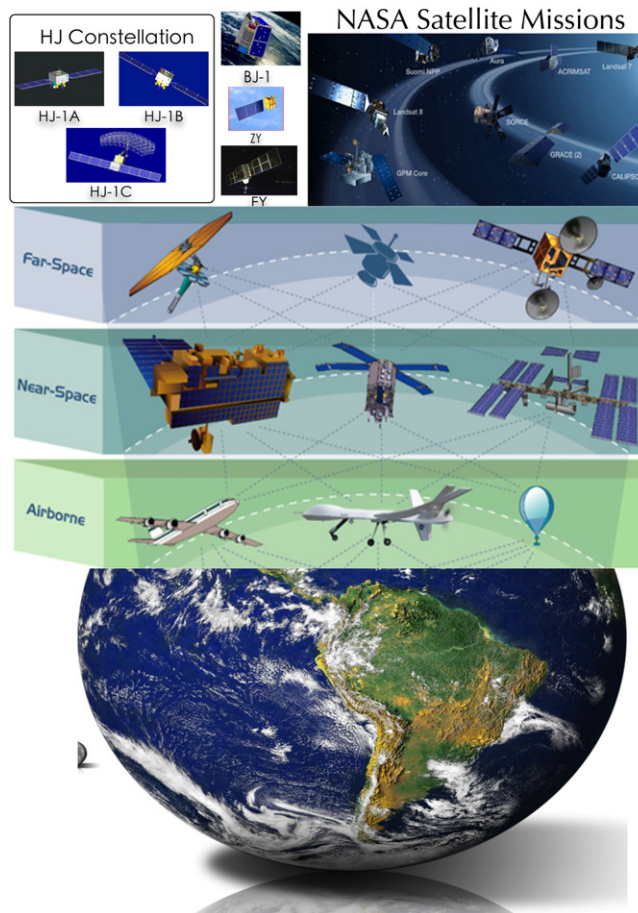 HJ Constellation
HJ-1A
HJ-1B
HJ-1C
BJ-1
ZY
FY
NASA Satellite Missions
Suomi NPP
Aura
ACRIMSAT
Landsat 7
Landsat 8
SORCE
GRACE (2)
GPM Core
CALIPSO
Far-Space
Near-Space
Airborne